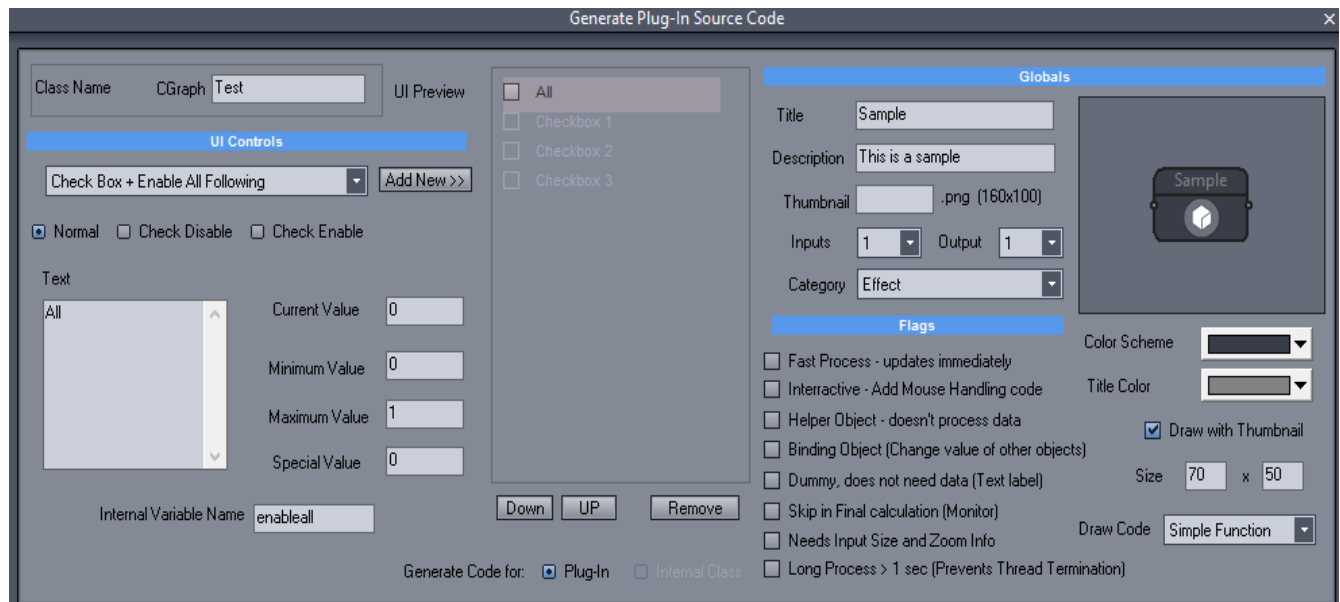 Generate Plug-In Source Code
Class Name CGraph Test
UI Controls
Check Box + Enable All Following Add New >>
Normal Check Disable Check Enable
Text
All
Current Value 0
Minimum Value 0
Maximum Value 1
Special Value 0
Internal Variable Name enableall
UI Preview
All
Checkbox 1
Checkbox 2
Checkbox 3
Down UP Remove
Generate Code for: Plug-In Internal Class
Globals
Title Sample
Description This is a sample
Thumbnail .png (160x100)
Inputs 1 Output 1
Category Effect
Flags
Fast Process - updates immediately
Interractive - Add Mouse Handling code
Helper Object - doesn't process data
Binding Object (Change value of other objects)
Dummy, does not need data (Text label)
Skip in Final calculation (Monitor)
Needs Input Size and Zoom Info
Long Process > 1 sec (Prevents Thread Termination)
Sample
Color Scheme
Title Color
Draw with Thumbnail
Size 70 x 50
Draw Code Simple Function